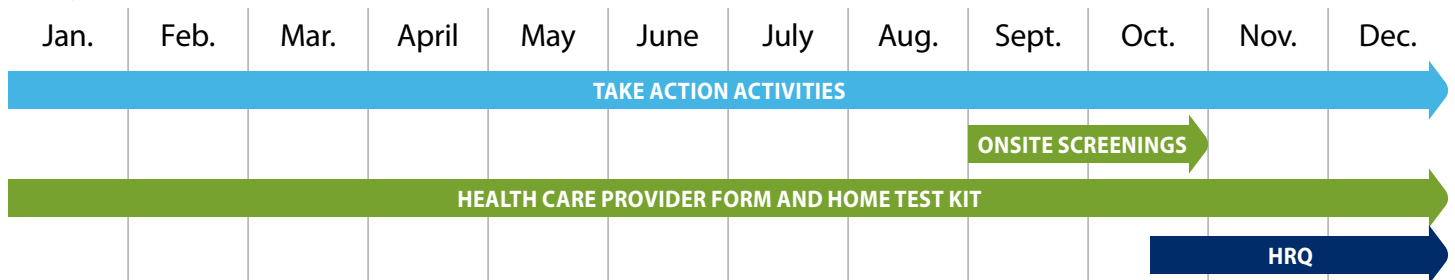 Jan. Feb. Mar. April May June July Aug. Sept. Oct. Nov. Dec.
TAKE ACTION ACTIVITIES
ONSITE SCREENINGS
HEALTH CARE PROVIDER FORM AND HOME TEST KIT
HRQ